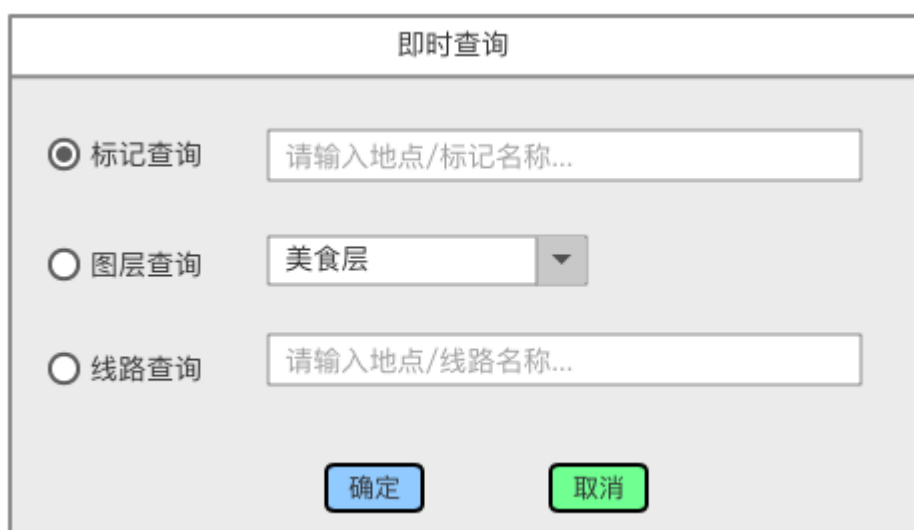 即时查询
标记查询 请输入地点/标记名称...
图层查询 美食层
线路查询 请输入地点/线路名称...
确定 取消